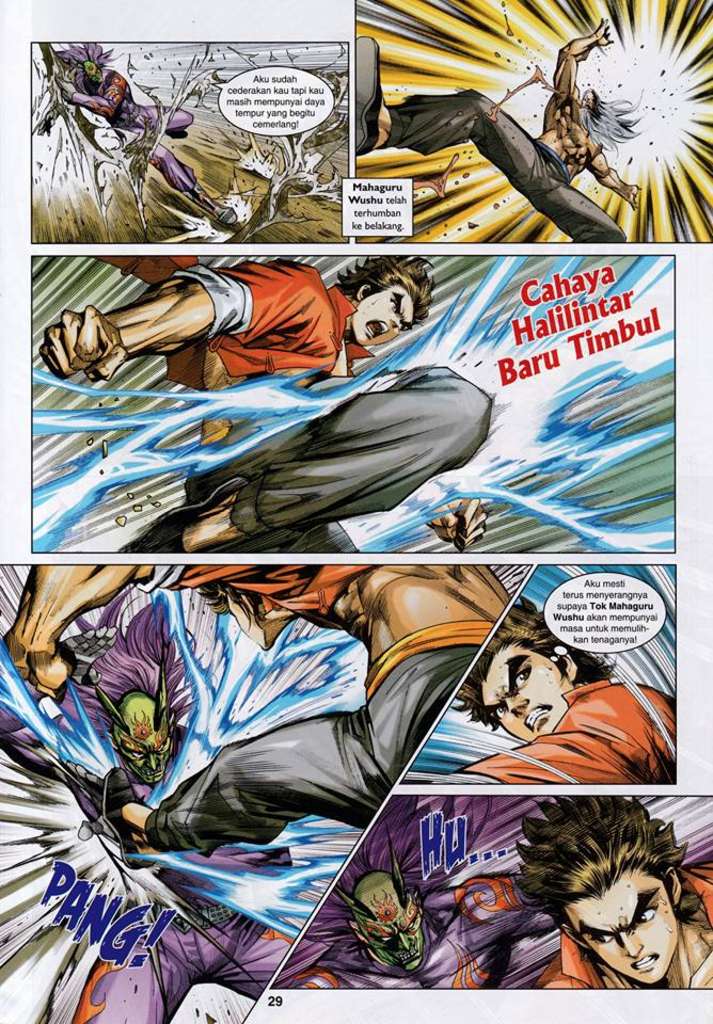 Aku sudah
cederakan kau tapi kau
masih mempunyai daya
tempur yang begitu
cemerlang!
Mahaguru
Wushu telah
terhumban
ke belakang.
Cahaya
Halilintar
Baru Timbul
Aku mesti
terus menyerangnya
supaya Tok Mahaguru
Wushu akan mempunyai
masa untuk memulih-
kan tenaganya!
PANG!
HU...
29